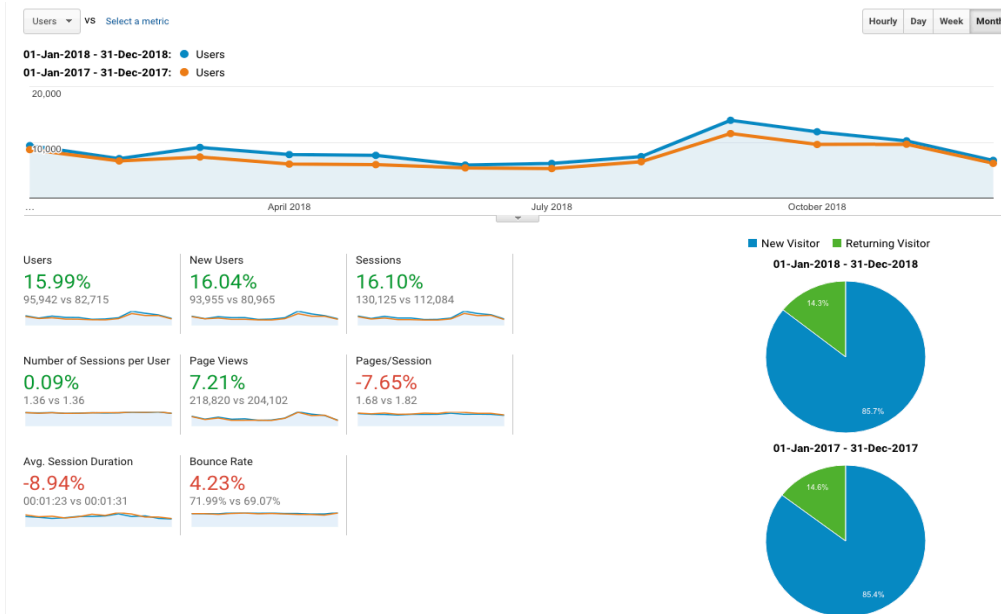 Users vs Select a metric Hourly Day Week Month
01-Jan-2018 - 31-Dec-2018: Users
01-Jan-2017 - 31-Dec-2017: Users
20,000
10,000
... April 2018 July 2018 October 2018
New Visitor Returning Visitor
01-Jan-2018 - 31-Dec-2018
14.3%
85.7%
01-Jan-2017 - 31-Dec-2017
14.6%
85.4%
Users
15.99%
95,942 vs 82,715
New Users
16.04%
93,955 vs 80,965
Sessions
16.10%
130,125 vs 112,084
Number of Sessions per User
0.09%
1.36 vs 1.36
Page Views
7.21%
218,820 vs 204,102
Pages/Session
-7.65%
1.68 vs 1.82
Avg. Session Duration
-8.94%
00:01:23 vs 00:01:31
Bounce Rate
4.23%
71.99% vs 69.07%